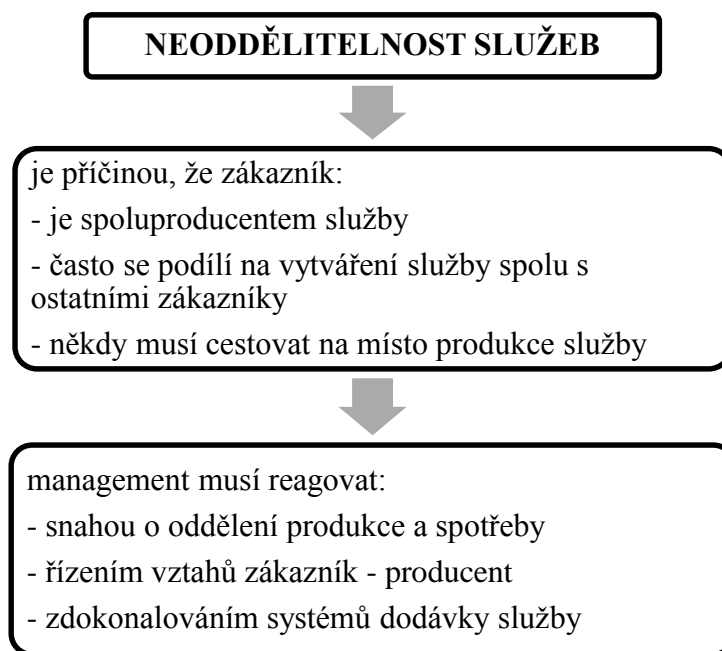 NEODDĚLITELNOST SLUŽEB
je příčinou, že zákazník:
- je spoluproducentem služby
- často se podílí na vytváření služby spolu s
ostatními zákazníky
- někdy musí cestovat na místo produkce služby
management musí reagovat:
- snahou o oddělení produkce a spotřeby
- řízením vztahů zákazník - producent
- zdokonalováním systémů dodávky služby